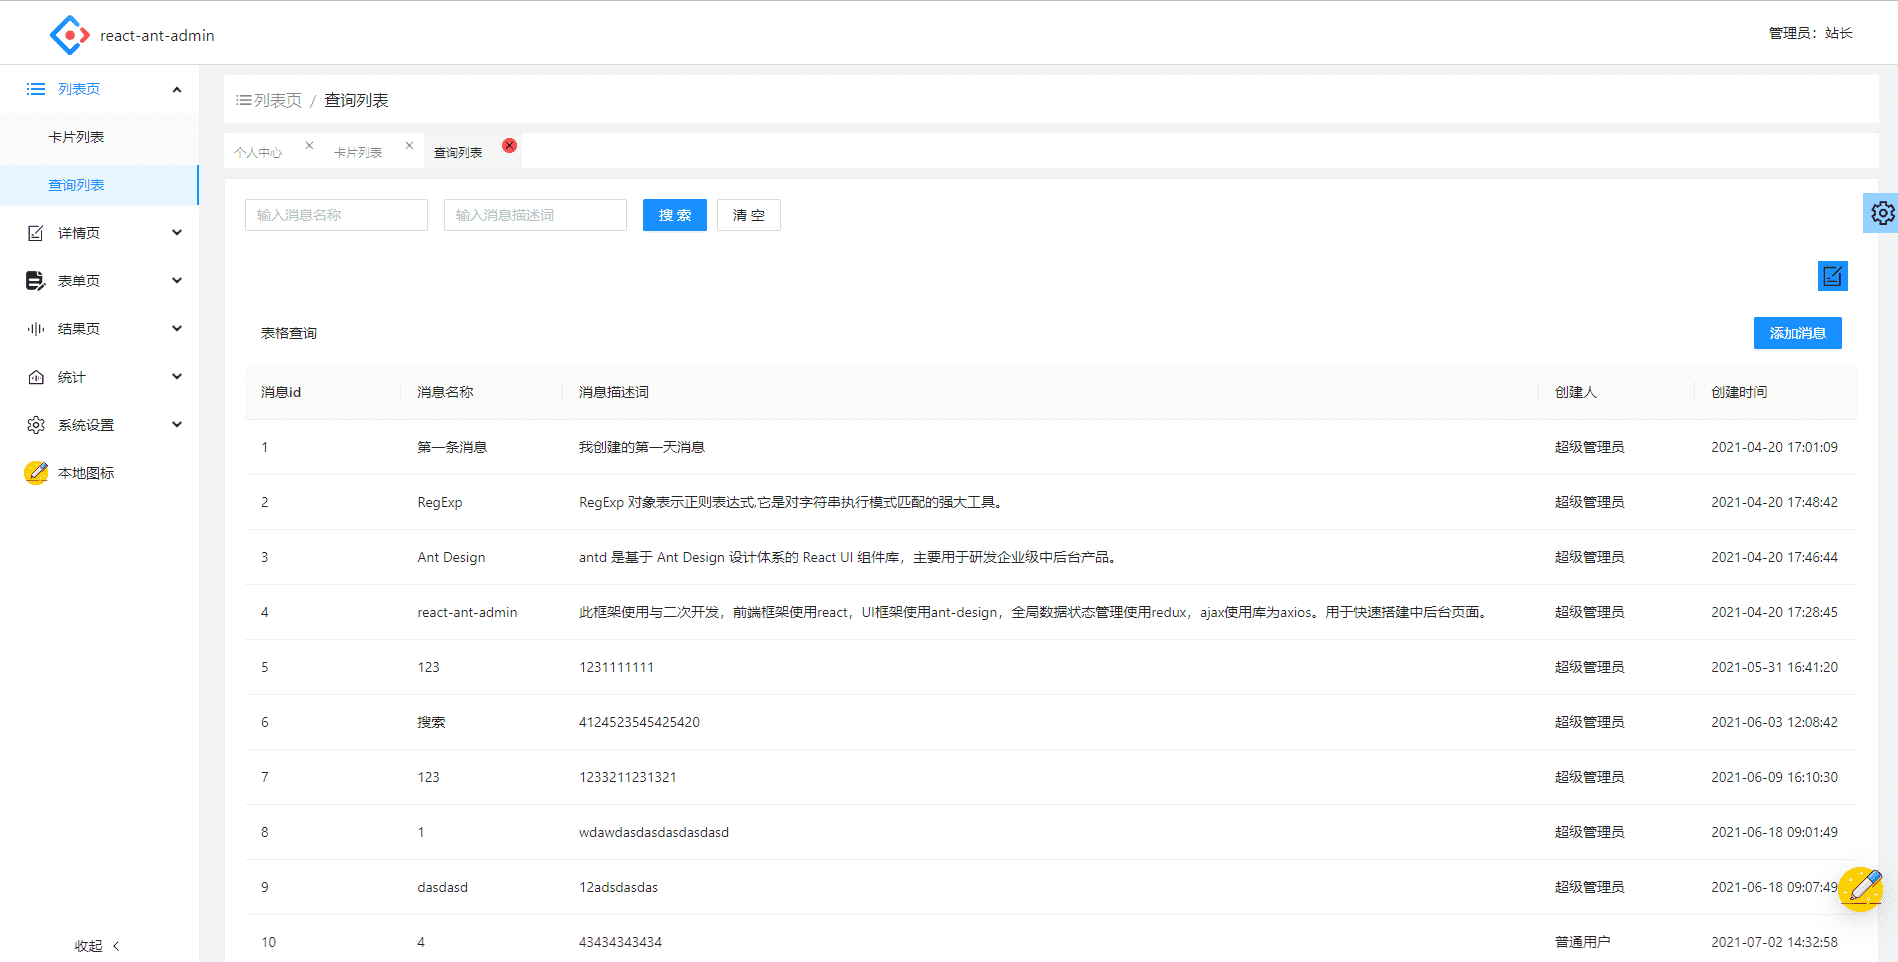 react-ant-admin
管理员：站长
列表页
卡片列表
查询列表
详情页
表单页
结果页
统计
系统设置
本地图标
收起
列表页 / 查询列表
个人中心 卡片列表 查询列表
输入消息名称 输入消息描述词 搜 索 清 空
表格查询 添加消息
消息id 消息名称 消息描述词 创建人 创建时间
1 第一条消息 我创建的第一天消息 超级管理员 2021-04-20 17:01:09
2 RegExp RegExp 对象表示正则表达式,它是对字符串执行模式匹配的强大工具。 超级管理员 2021-04-20 17:48:42
3 Ant Design antd 是基于 Ant Design 设计体系的 React UI 组件库，主要用于研发企业级中后台产品。 超级管理员 2021-04-20 17:46:44
4 react-ant-admin 此框架使用与二次开发，前端框架使用react，UI框架使用ant-design，全局数据状态管理使用redux，ajax使用库为axios。用于快速搭建中后台页面。 超级管理员 2021-04-20 17:28:45
5 123 1231111111 超级管理员 2021-05-31 16:41:20
6 搜索 4124523545425420 超级管理员 2021-06-03 12:08:42
7 123 1233211231321 超级管理员 2021-06-09 16:10:30
8 1 wdawdasdasdasdasdasd 超级管理员 2021-06-18 09:01:49
9 dasdasd 12adsdasdas 超级管理员 2021-06-18 09:07:49
10 4 43434343434 普通用户 2021-07-02 14:32:58